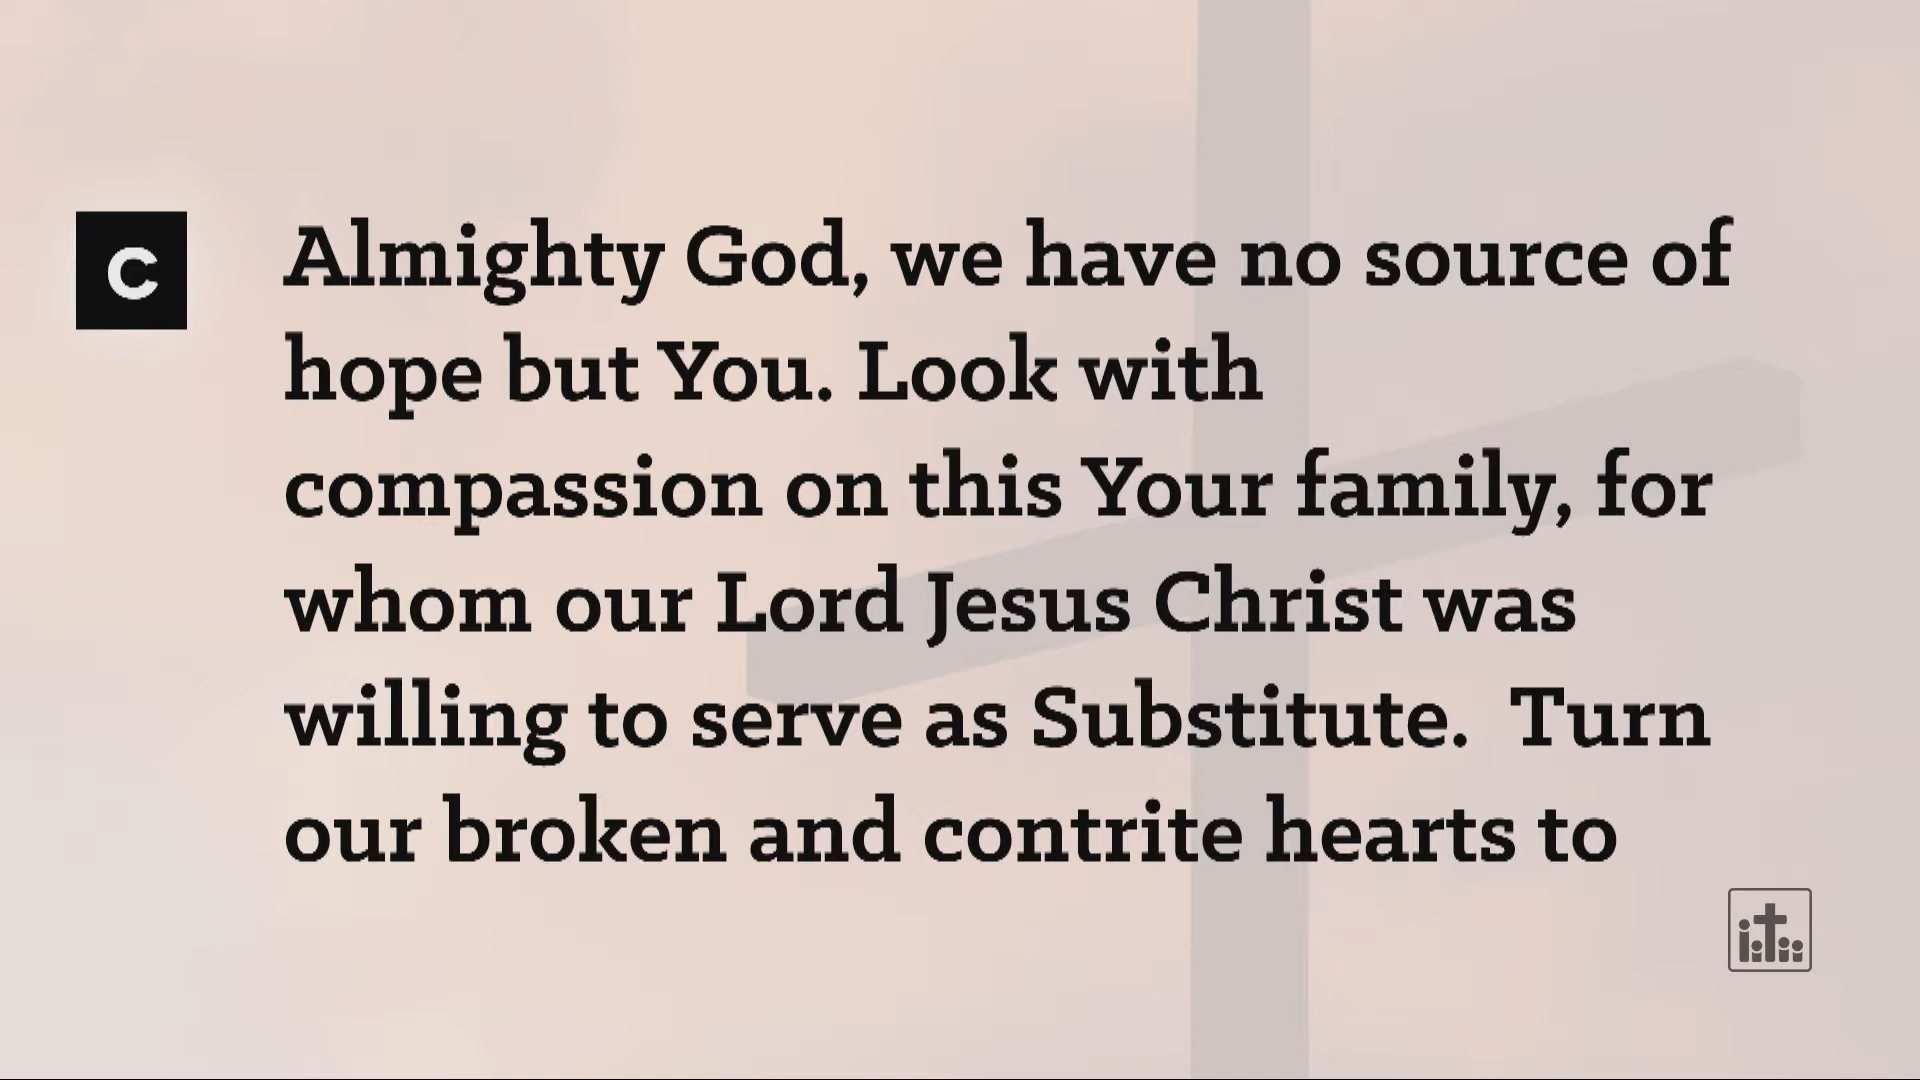 C
Almighty God, we have no source of
hope but You. Look with
compassion on this Your family, for
whom our Lord Jesus Christ was
willing to serve as Substitute.  Turn
our broken and contrite hearts to